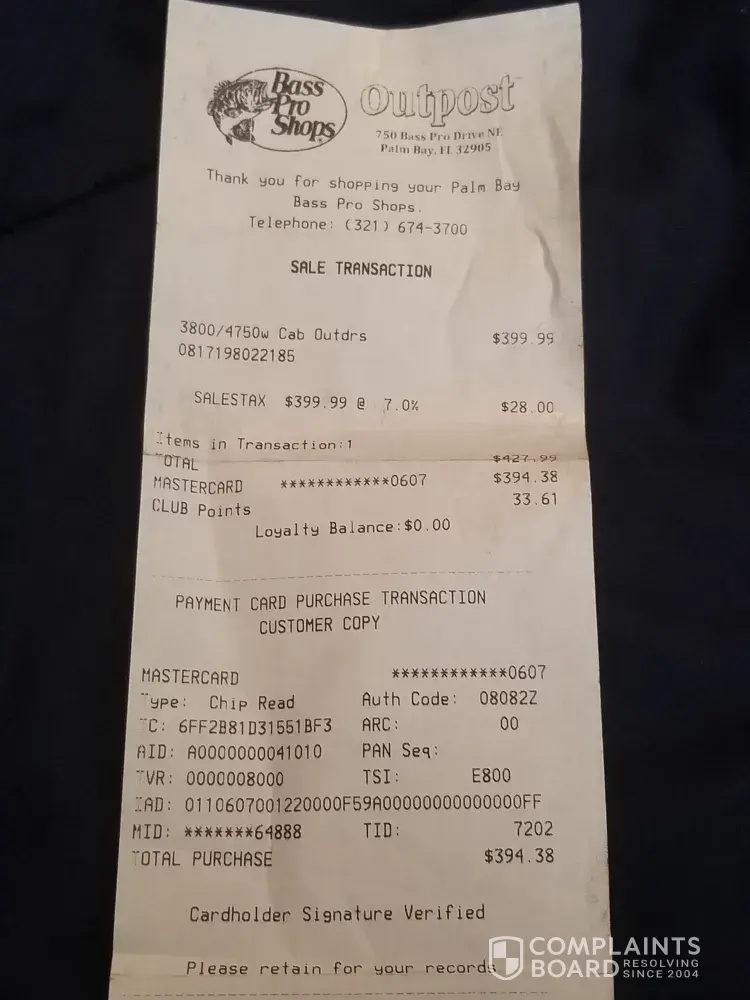 Bass
Pro
Shops
Outpost
750 Bass Pro Drive NE
Palm Bay, FL 32905
Thank you for shopping your Palm Bay
Bass Pro Shops.
Telephone: (321) 674-3700
SALE TRANSACTION
3800/4750w Cab Outdrs $399.99
0817198022185
SALESTAX $399.99 @ 7.0% $28.00
Items in Transaction:1
TOTAL $427.99
MASTERCARD ************0607 $394.38
CLUB Points 33.61
Loyalty Balance:$0.00
PAYMENT CARD PURCHASE TRANSACTION
CUSTOMER COPY
MASTERCARD ************0607
Type: Chip Read Auth Code: 08082Z
TC: 6FF2B81D31551BF3 ARC: 00
AID: A0000000041010 PAN Seq:
TVR: 0000008000 TSI: E800
IAD: 0110607001220000F59A00000000000000FF
MID: *******64888 TID: 7202
TOTAL PURCHASE $394.38
Cardholder Signature Verified
Please retain for your records
COMPLAINTS
BOARD RESOLVING SINCE 2004